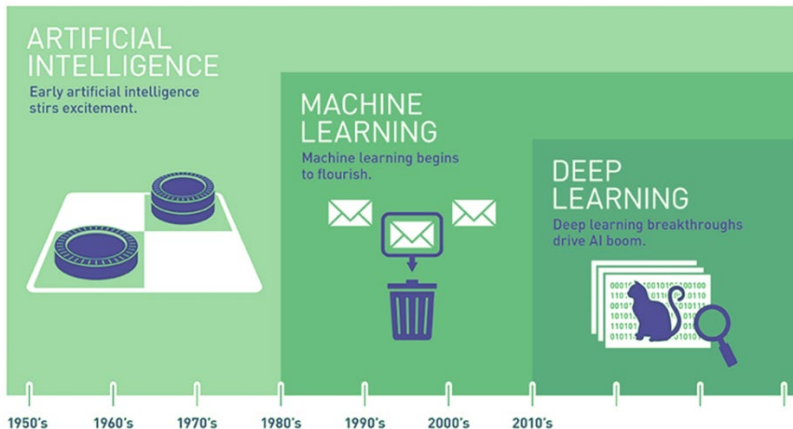 ARTIFICIAL
INTELLIGENCE
Early artificial intelligence
stirs excitement.
MACHINE
LEARNING
Machine learning begins
to flourish.
DEEP
LEARNING
Deep learning breakthroughs
drive AI boom.
1950's 1960's 1970's 1980's 1990's 2000's 2010's